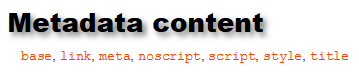 Metadata content
base, link, meta, noscript, script, style, title